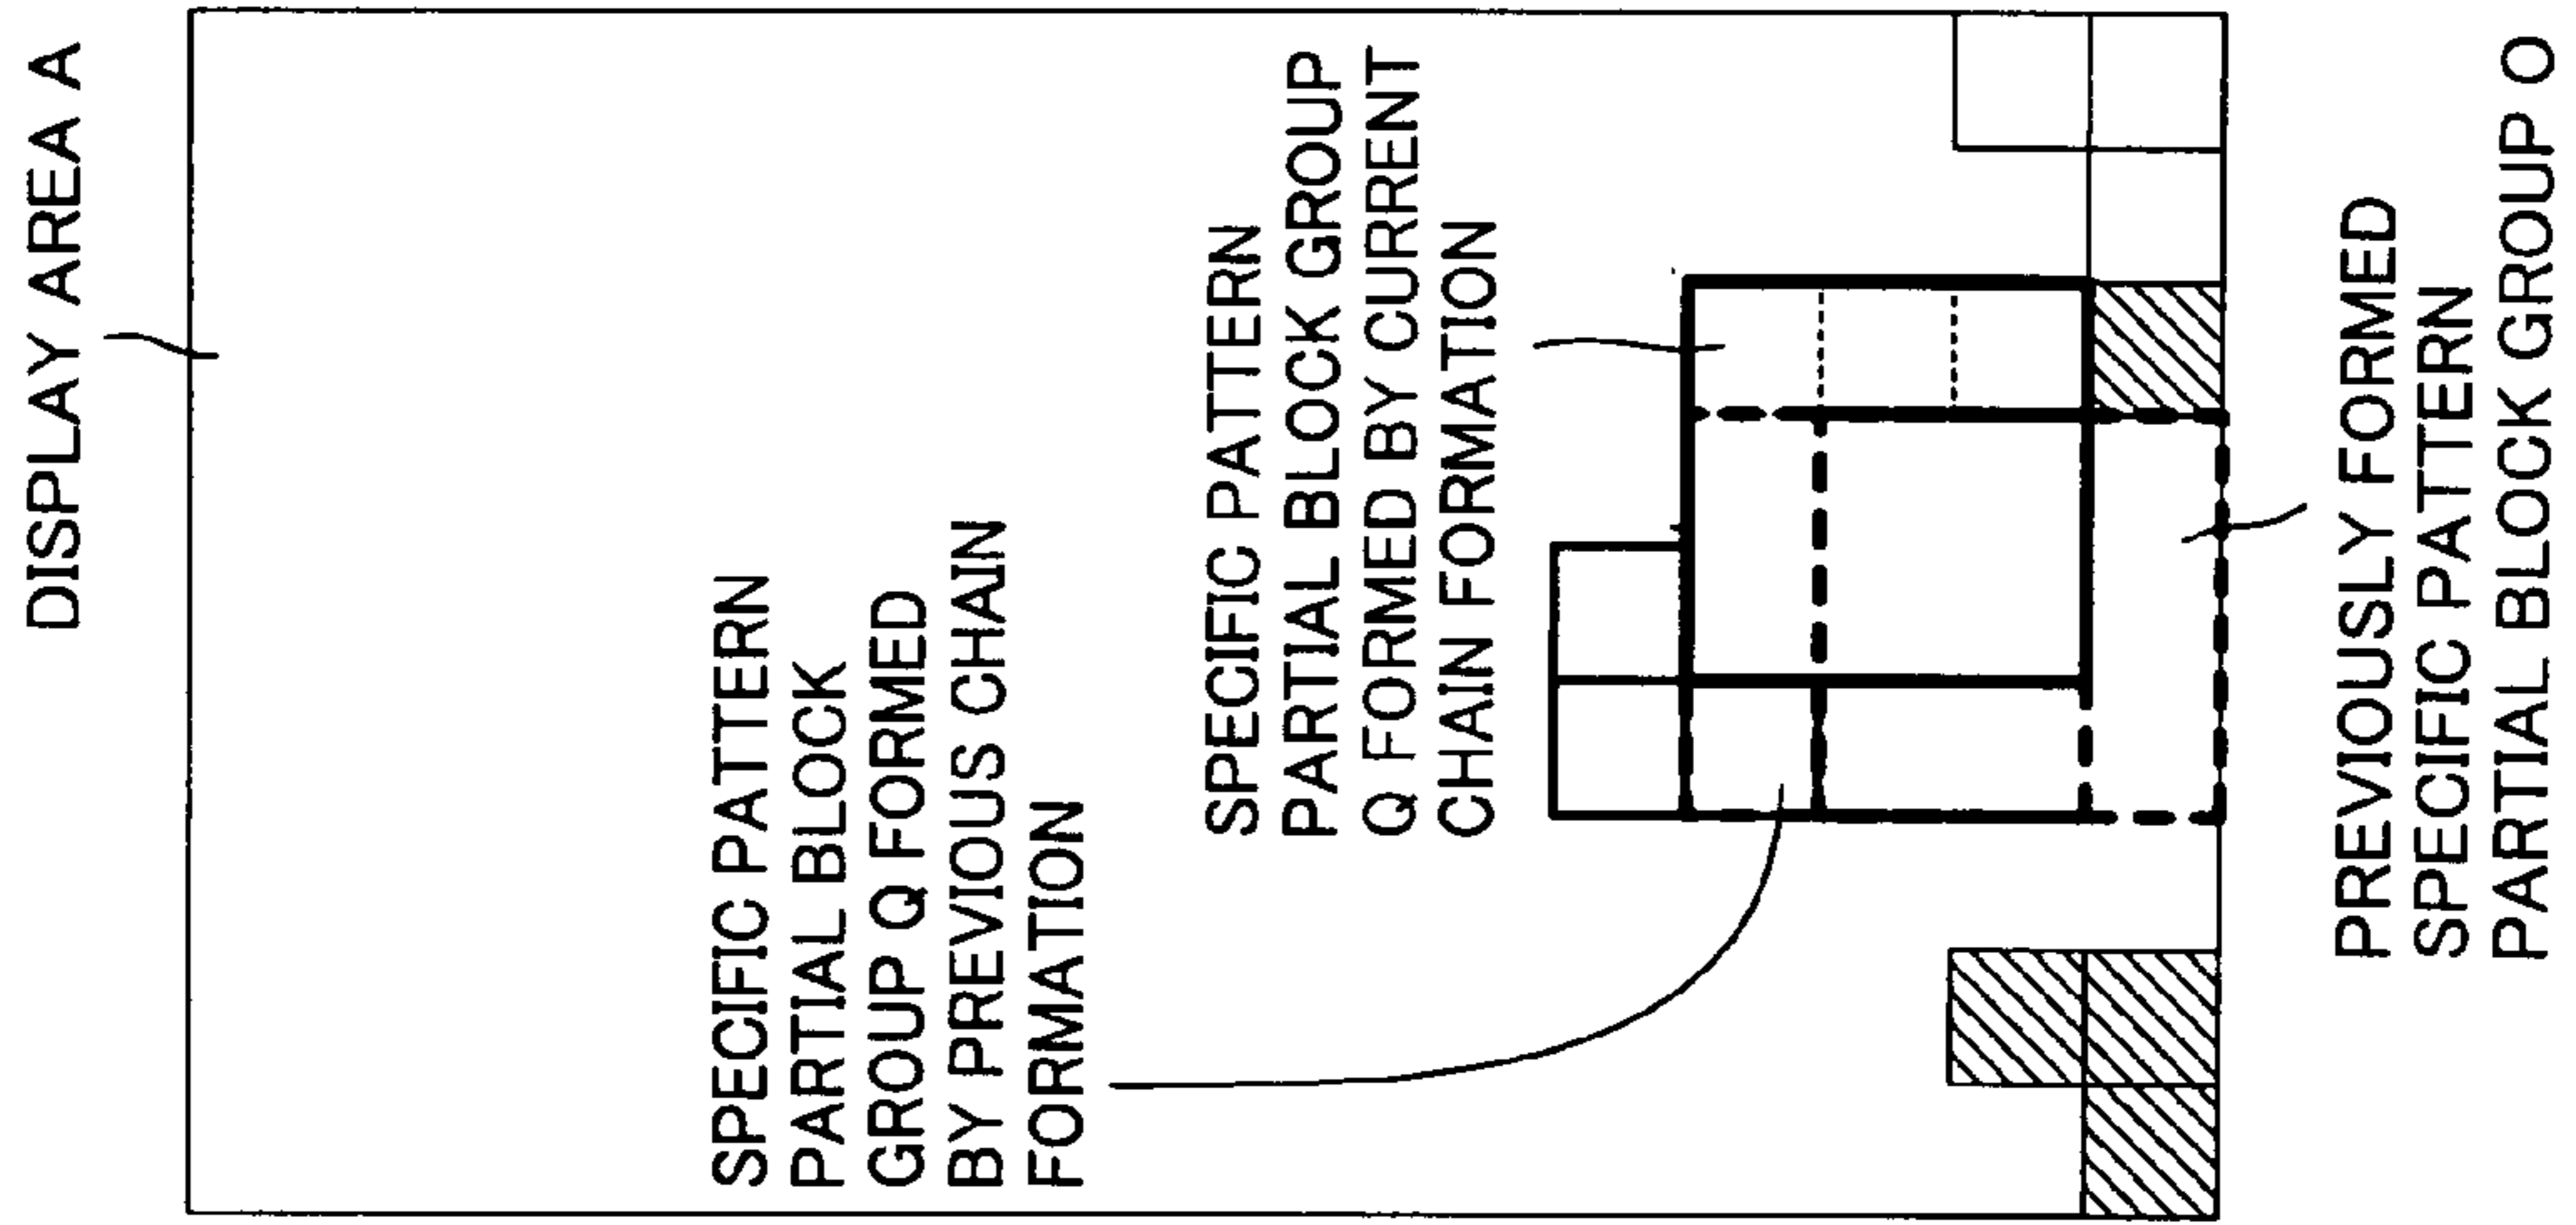 DISPLAY AREA A
SPECIFIC PATTERN
PARTIAL BLOCK
GROUP Q FORMED
BY PREVIOUS CHAIN
FORMATION
SPECIFIC PATTERN
PARTIAL BLOCK GROUP
Q FORMED BY CURRENT
CHAIN FORMATION
PREVIOUSLY FORMED
SPECIFIC PATTERN
PARTIAL BLOCK GROUP O